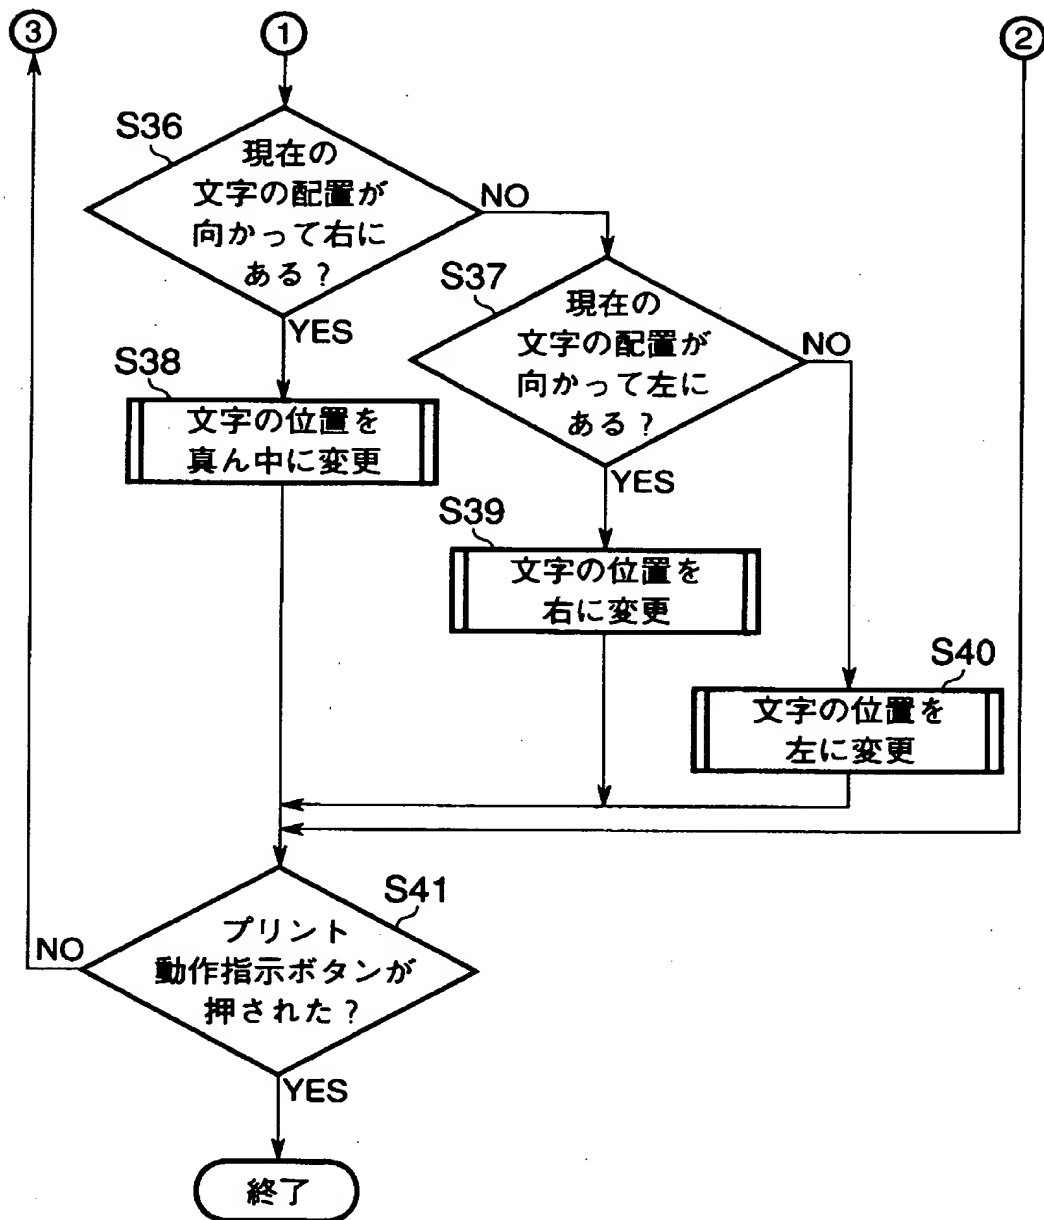 ③
①
②
S36
現在の
文字の配置が
向かって右に
ある?
NO
YES
S37
現在の
文字の配置が
向かって左に
ある?
NO
YES
S38
文字の位置を
真ん中に変更
S39
文字の位置を
右に変更
S40
文字の位置を
左に変更
S41
プリント
動作指示ボタンが
押された?
NO
YES
終了